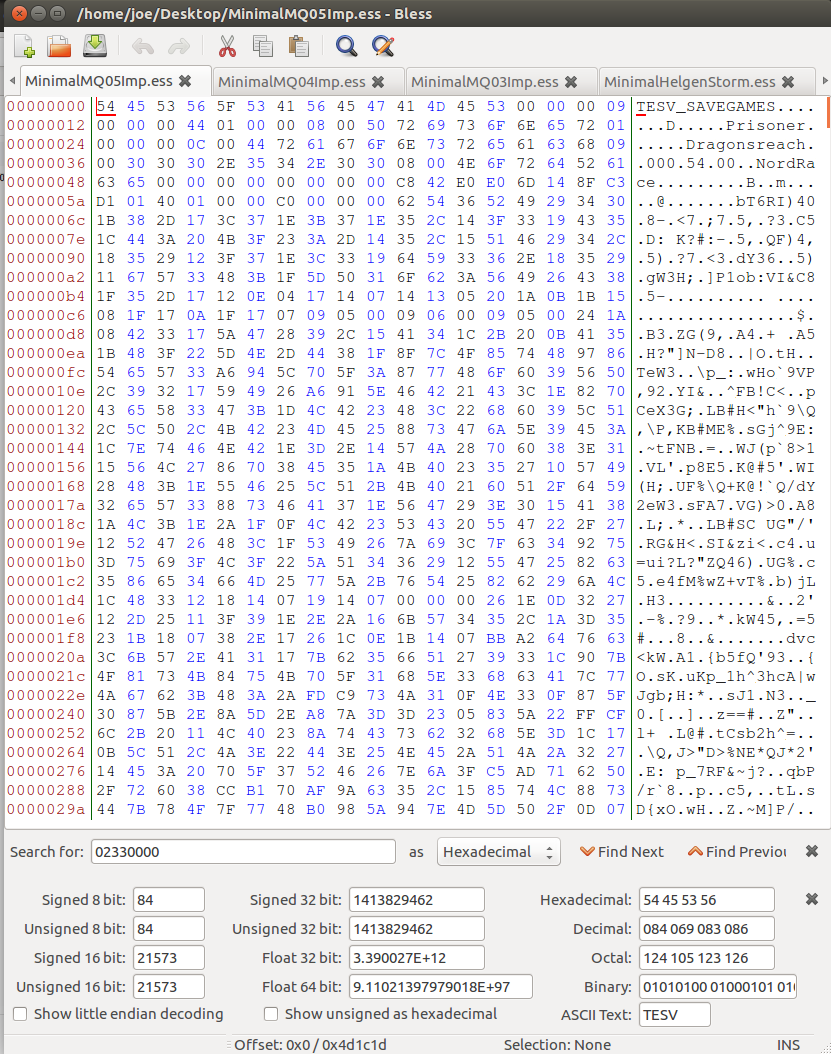 /home/joe/Desktop/MinimalMQ05Imp.ess - Bless
MinimalMQ05Imp.ess MinimalMQ04Imp.ess MinimalMQ03Imp.ess MinimalHelgenStorm.ess
00000000 54 45 53 56 5F 53 41 56 45 47 41 4D 45 53 00 00 00 09 TESV_SAVEGAMES....
00000012 00 00 00 44 01 00 00 08 00 50 72 69 73 6F 6E 65 72 01 ...D.....Prisoner.
00000024 00 00 00 0C 00 44 72 61 67 6F 6E 73 72 65 61 63 68 09 .....Dragonsreach.
00000036 00 30 30 30 2E 35 34 2E 30 30 08 00 4E 6F 72 64 52 61 .000.54.00..NordRa
00000048 63 65 00 00 00 00 00 00 00 00 C8 42 E0 E0 6D 14 8F C3 ce.........B..m...
0000005a D1 01 40 01 00 00 C0 00 00 00 62 54 36 52 49 29 34 30 ..@.......bT6RI)40
0000006c 1B 38 2D 17 3C 37 1E 3B 37 1E 35 2C 14 3F 33 19 43 35 .8-.<7.;7.5,.?3.C5
0000007e 1C 44 3A 20 4B 3F 23 3A 2D 14 35 2C 15 51 46 29 34 2C .D: K?#:-.5,.QF)4,
00000090 18 35 29 12 3F 37 1E 3C 33 19 64 59 33 36 2E 18 35 29 .5).?7.<3.dY36..5)
000000a2 11 67 57 33 48 3B 1F 5D 50 31 6F 62 3A 56 49 26 43 38 .gW3H;.]P1ob:VI&C8
000000b4 1F 35 2D 17 12 0E 04 17 14 07 14 13 05 20 1A 0B 1B 15 .5-.......... ....
000000c6 08 1F 17 0A 1F 17 07 09 05 00 09 06 00 09 05 00 24 1A ................$.
000000d8 08 42 33 17 5A 47 28 39 2C 15 41 34 1C 2B 20 0B 41 35 .B3.ZG(9,.A4.+ .A5
000000ea 1B 48 3F 22 5D 4E 2D 44 38 1F 8F 7C 4F 85 74 48 97 86 .H?"]N-D8..|O.tH..
000000fc 54 65 57 33 A6 94 5C 70 5F 3A 87 77 48 6F 60 39 56 50 TeW3..\p_:.wHo`9VP
0000010e 2C 39 32 17 59 49 26 A6 91 5E 46 42 21 43 3C 1E 82 70 ,92.YI&..^FB!C<..p
00000120 43 65 58 33 47 3B 1D 4C 42 23 48 3C 22 68 60 39 5C 51 CeX3G;.LB#H<"h`9\Q
00000132 2C 5C 50 2C 4B 42 23 4D 45 25 88 73 47 6A 5E 39 45 3A ,\P,KB#ME%.sGj^9E:
00000144 1C 7E 74 46 4E 42 1E 3D 2E 14 57 4A 28 70 60 38 3E 31 .~tFNB.=..WJ(p`8>1
00000156 15 56 4C 27 86 70 38 45 35 1A 4B 40 23 35 27 10 57 49 .VL'.p8E5.K@#5'.WI
00000168 28 48 3B 1E 55 46 25 5C 51 2B 4B 40 21 60 51 2F 64 59 (H;.UF%\Q+K@!`Q/dY
0000017a 32 65 57 33 88 73 46 41 37 1E 56 47 29 3E 30 15 41 38 2eW3.sFA7.VG)>0.A8
0000018c 1A 4C 3B 1E 2A 1F 0F 4C 42 23 53 43 20 55 47 22 2F 27 .L;.*..LB#SC UG"/'
0000019e 12 52 47 26 48 3C 1F 53 49 26 7A 69 3C 7F 63 34 92 75 .RG&H<.SI&zi<.c4.u
000001b0 3D 75 69 3F 4C 3F 22 5A 51 34 36 29 12 55 47 25 82 63 =ui?L?"ZQ46).UG%.c
000001c2 35 86 65 34 66 4D 25 77 5A 2B 76 54 25 82 62 29 6A 4C 5.e4fM%wZ+vT%.b)jL
000001d4 1C 48 33 12 18 14 07 19 14 07 00 00 00 26 1E 0D 32 27 .H3..........&..2'
000001e6 12 2D 25 11 3F 39 1E 2E 2A 16 6B 57 34 35 2C 1A 3D 35 .-%.?9..*.kW45,.=5
000001f8 23 1B 18 07 38 2E 17 26 1C 0E 1B 14 07 BB A2 64 76 63 #...8..&.......dvc
0000020a 3C 6B 57 2E 41 31 17 7B 62 35 66 51 27 39 33 1C 90 7B <kW.A1.{b5fQ'93..{
0000021c 4F 81 73 4B 84 75 4B 70 5F 31 68 5E 33 68 63 41 7C 77 O.sK.uKp_1h^3hcA|w
0000022e 4A 67 62 3B 48 3A 2A FD C9 73 4A 31 0F 4E 33 0F 87 5F Jgb;H:*..sJ1.N3.._
00000240 30 87 5B 2E 8A 5D 2E A8 7A 3D 3D 23 05 83 5A 22 FF CF 0.[..]..z==#..Z"..
00000252 6C 2B 20 11 4C 40 23 8A 74 43 73 62 32 68 5E 3D 1C 17 l+ .L@#.tCsb2h^=..
00000264 0B 5C 51 2C 4A 3E 22 44 3E 25 4E 45 2A 51 4A 2A 32 27 .\Q,J>"D>%NE*QJ*2'
00000276 14 45 3A 20 70 5F 37 52 46 26 7E 6A 3F C5 AD 71 62 50 .E: p_7RF&~j?..qbP
00000288 2F 72 60 38 CC B1 70 AF 9A 63 35 2C 15 85 74 4C 88 73 /r`8..p..c5,..tL.s
0000029a 44 7B 78 4F 7F 77 48 B0 98 5A 94 7E 4D 5D 50 2F 0D 07 D{xO.wH..Z.~M]P/..
Search for: 02330000 as Hexadecimal Find Next Find Previou
Signed 8 bit: 84 Signed 32 bit: 1413829462 Hexadecimal: 54 45 53 56
Unsigned 8 bit: 84 Unsigned 32 bit: 1413829462 Decimal: 084 069 083 086
Signed 16 bit: 21573 Float 32 bit: 3.390027E+12 Octal: 124 105 123 126
Unsigned 16 bit: 21573 Float 64 bit: 9.11021397979018E+97 Binary: 01010100 01000101 010
Show little endian decoding Show unsigned as hexadecimal ASCII Text: TESV
Offset: 0x0 / 0x4d1c1d Selection: None INS